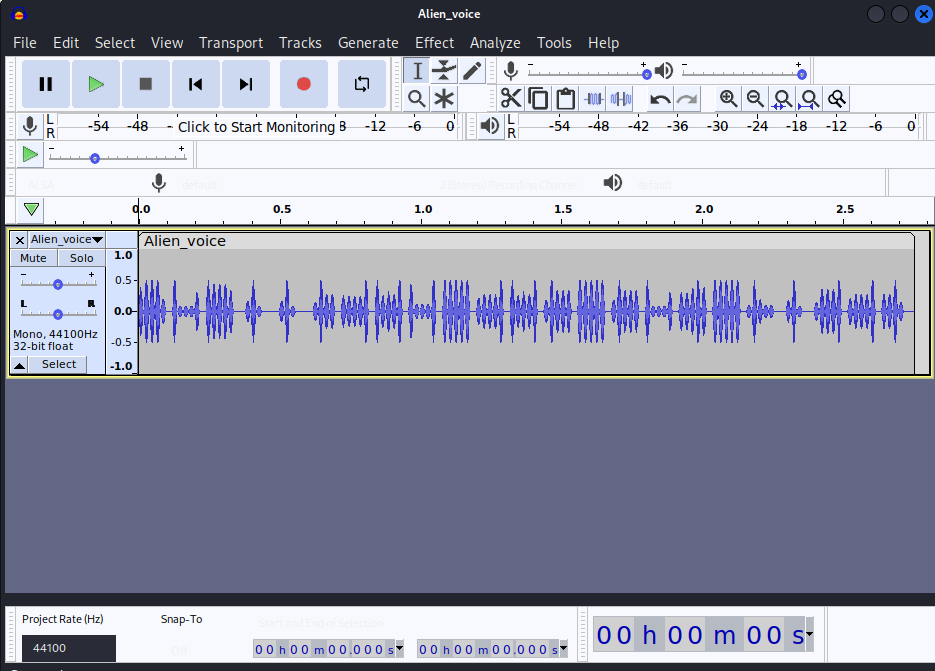 Alien_voice
File Edit Select View Transport Tracks Generate Effect Analyze Tools Help
- + - +
L -54 -48 - Click to Start Monitoring -12 -6 0 L -54 -48 -42 -36 -30 -24 -18 -12 -6 0
R R
- +
ALSA default 2 (Stereo) Recording Channe default
0.0 0.5 1.0 1.5 2.0 2.5
Alien_voice Alien_voice
Mute Solo 1.0
- + 0.5
L R 0.0
Mono, 44100Hz
32-bit float -0.5
Select -1.0
Project Rate (Hz) Snap-To Start and End of Selection
44100 Off 00 h 00 m 00.000 s 00 h 00 m 00.000 s 00 h 00 m 00 s